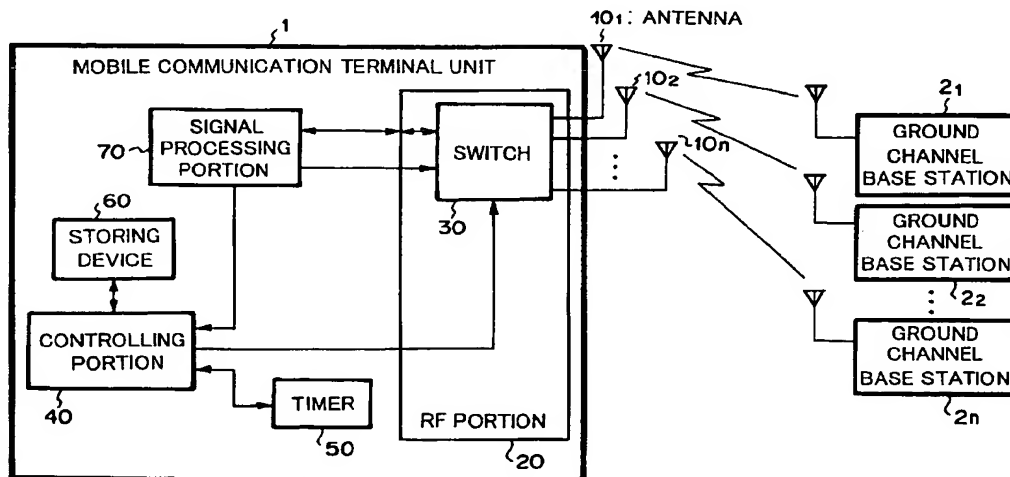 1
MOBILE COMMUNICATION TERMINAL UNIT
10₁: ANTENNA
10₂
10n
SIGNAL
PROCESSING
PORTION
70
SWITCH
30
60
STORING
DEVICE
CONTROLLING
PORTION
40
TIMER
50
RF PORTION
20
2₁
GROUND
CHANNEL
BASE STATION
GROUND
CHANNEL
BASE STATION
2₂
GROUND
CHANNEL
BASE STATION
2n